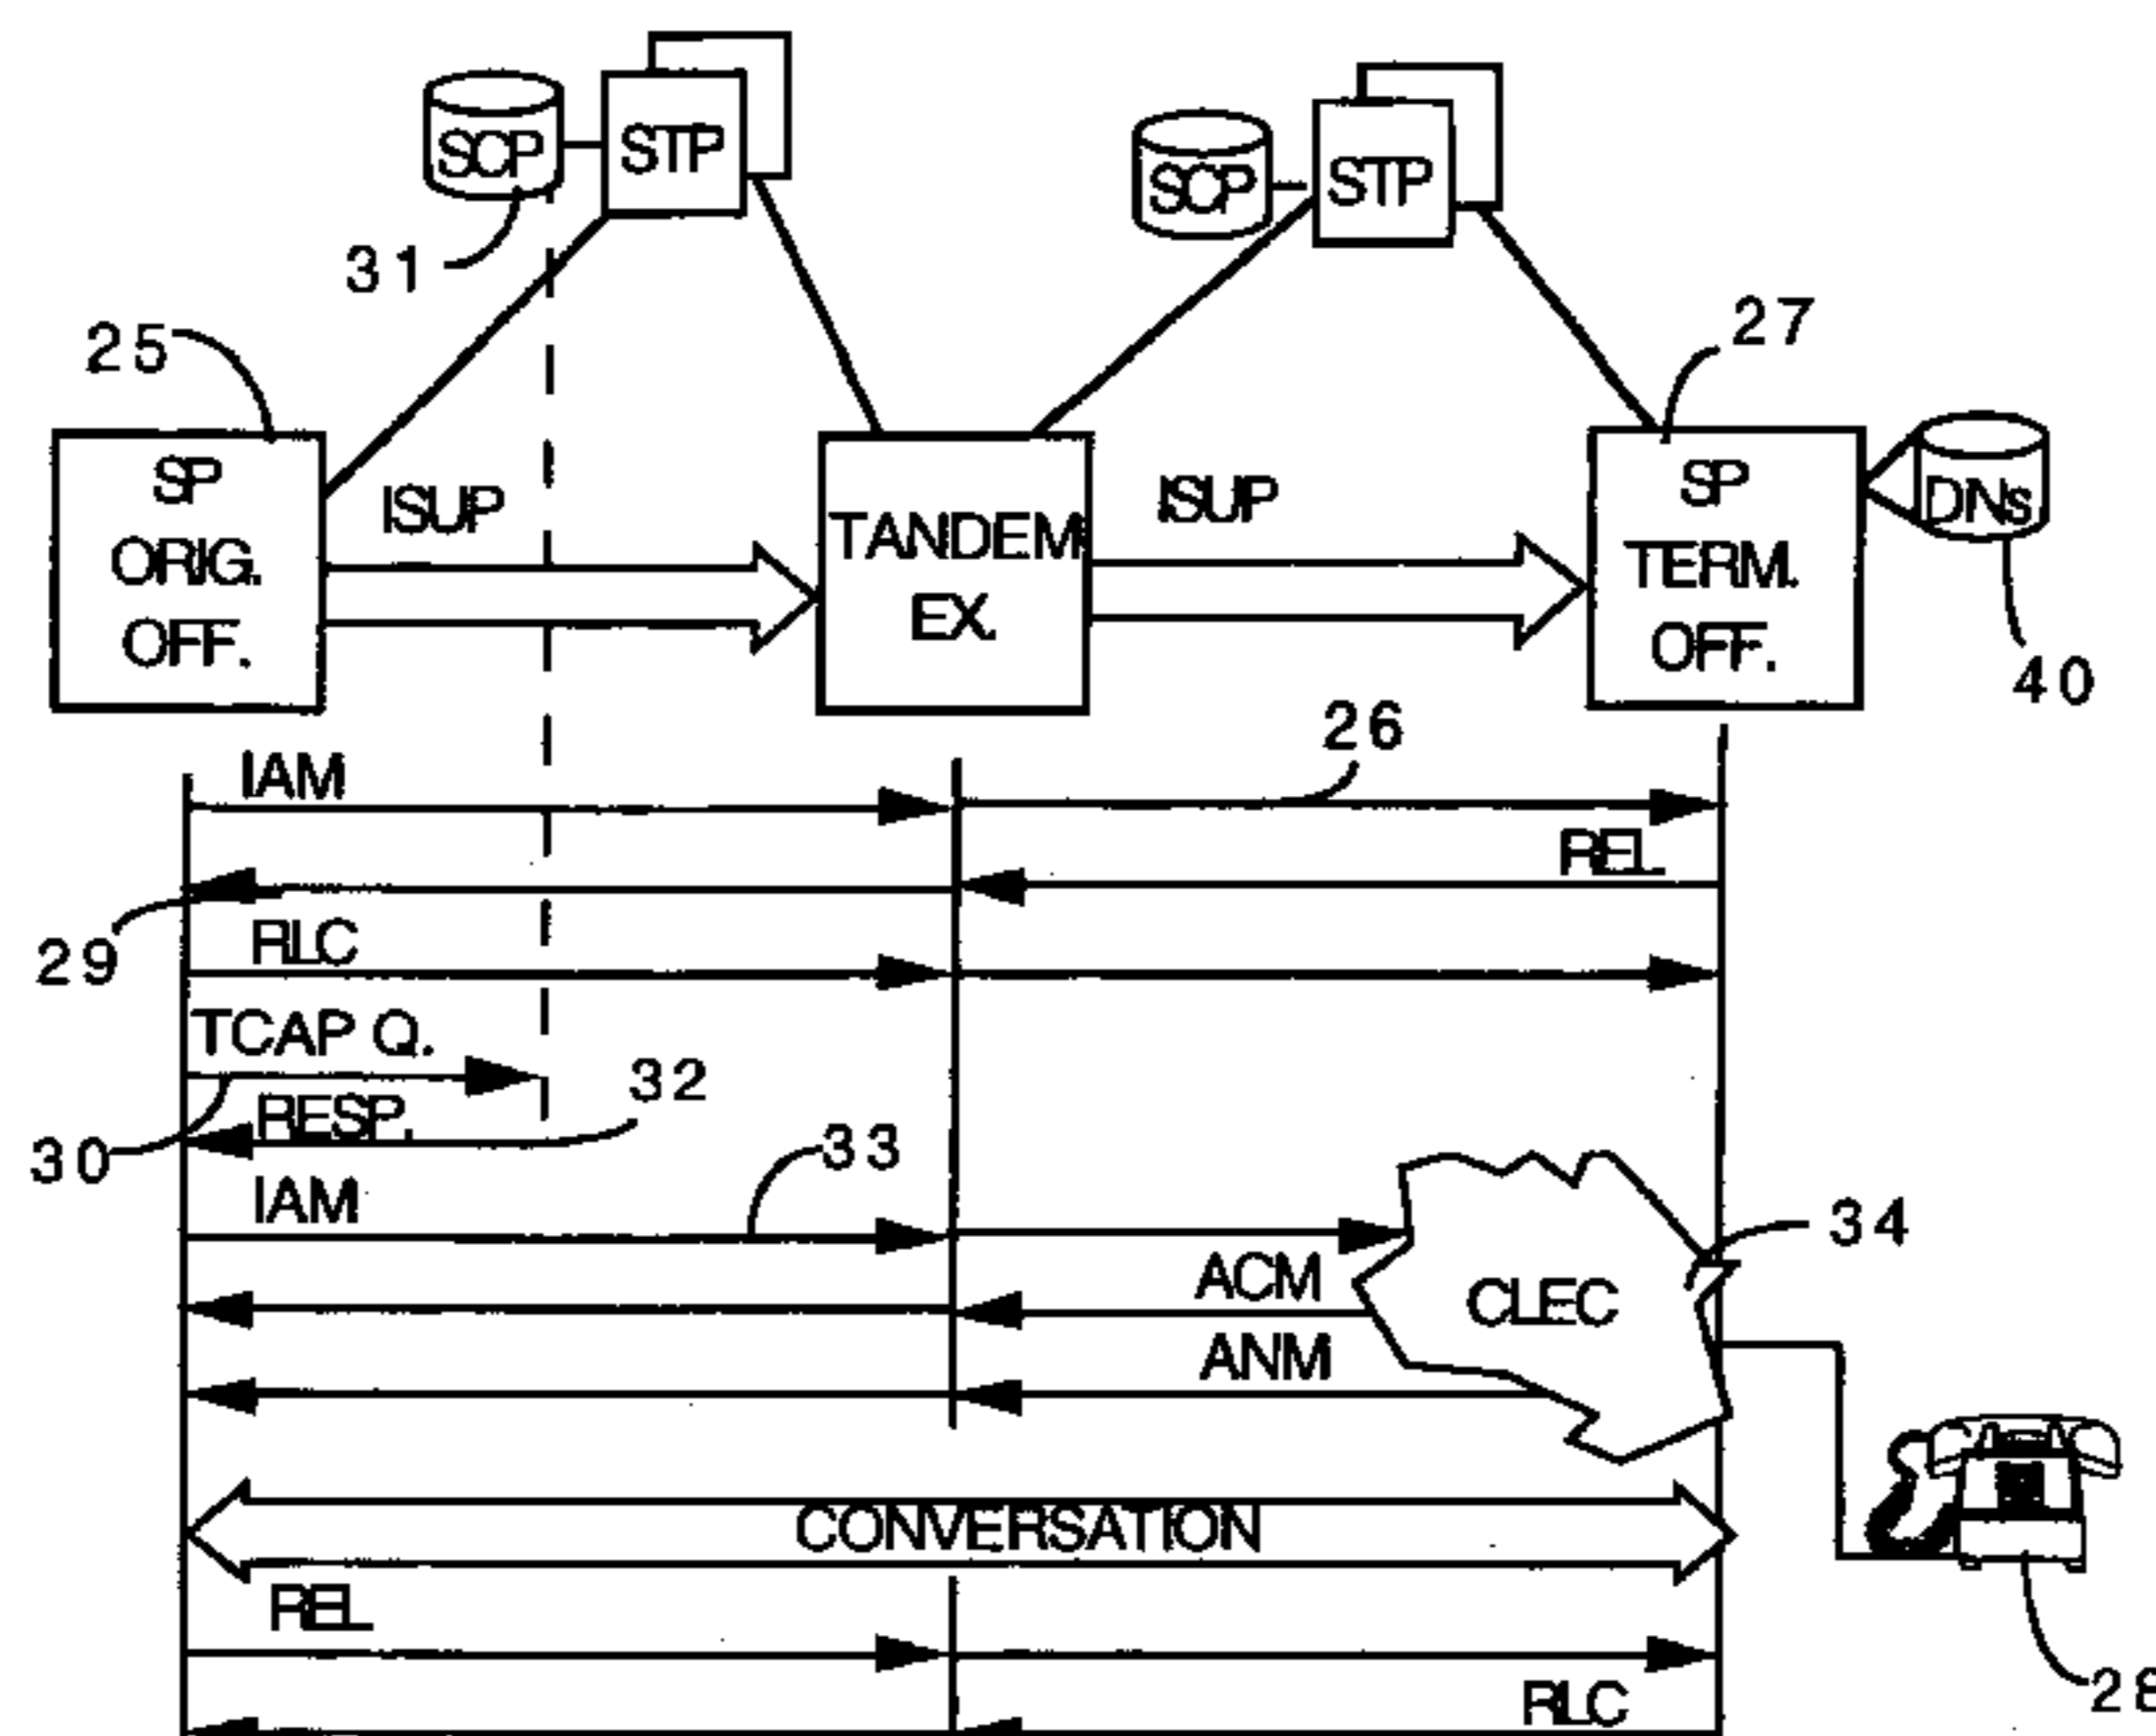 SCP
STP
SCP
STP
31
25
27
SP
ORIG.
OFF.
ISUP
TANDEM
EX.
ISUP
SP
TERM.
OFF.
DNs
40
26
IAM
REL
29
RLC
TCAP Q.
32
RESP.
30
33
IAM
34
ACM
CLEC
ANM
CONVERSATION
REL
28
RLC